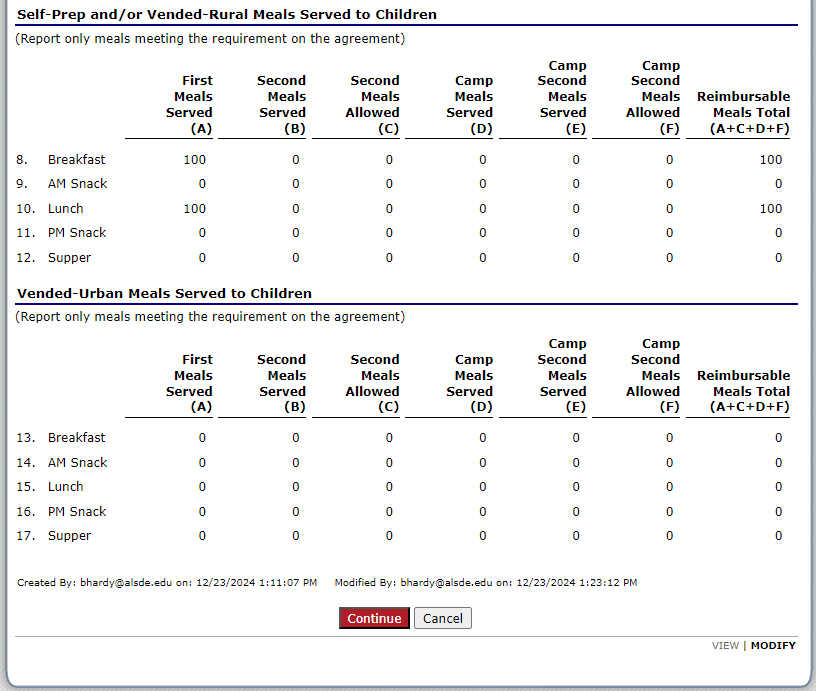 Self-Prep and/or Vended-Rural Meals Served to Children
(Report only meals meeting the requirement on the agreement)
First Meals Served (A) Second Meals Served (B) Second Meals Allowed (C) Camp Meals Served (D) Camp Second Meals Served (E) Camp Second Meals Allowed (F) Reimbursable Meals Total (A+C+D+F)
8. Breakfast 100 0 0 0 0 0 100
9. AM Snack 0 0 0 0 0 0 0
10. Lunch 100 0 0 0 0 0 100
11. PM Snack 0 0 0 0 0 0 0
12. Supper 0 0 0 0 0 0 0
Vended-Urban Meals Served to Children
(Report only meals meeting the requirement on the agreement)
First Meals Served (A) Second Meals Served (B) Second Meals Allowed (C) Camp Meals Served (D) Camp Second Meals Served (E) Camp Second Meals Allowed (F) Reimbursable Meals Total (A+C+D+F)
13. Breakfast 0 0 0 0 0 0 0
14. AM Snack 0 0 0 0 0 0 0
15. Lunch 0 0 0 0 0 0 0
16. PM Snack 0 0 0 0 0 0 0
17. Supper 0 0 0 0 0 0 0
Created By: bhardy@alsde.edu on: 12/23/2024 1:11:07 PM Modified By: bhardy@alsde.edu on: 12/23/2024 1:23:12 PM
Continue Cancel
VIEW | MODIFY